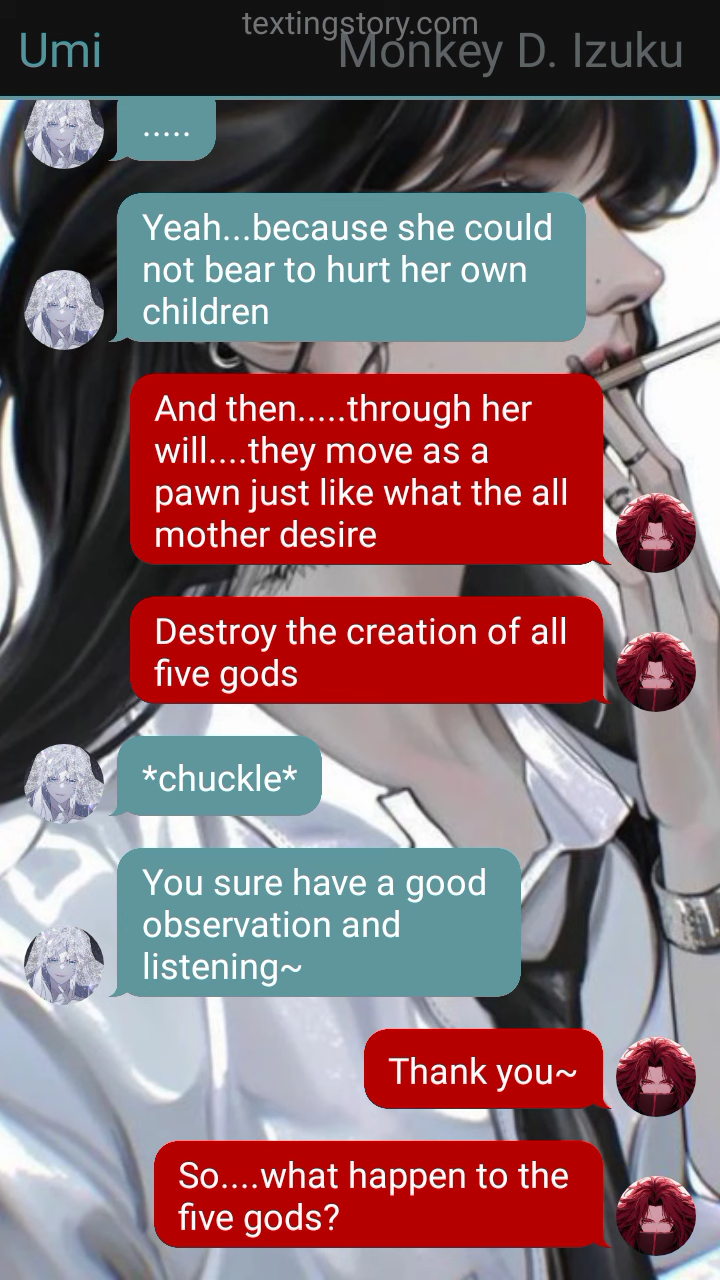 textingstory.com
Umi
Monkey D. Izuku
.....
Yeah...because she could
not bear to hurt her own
children
And then.....through her
will....they move as a
pawn just like what the all
mother desire
Destroy the creation of all
five gods
*chuckle*
You sure have a good
observation and
listening~
Thank you~
So....what happen to the
five gods?